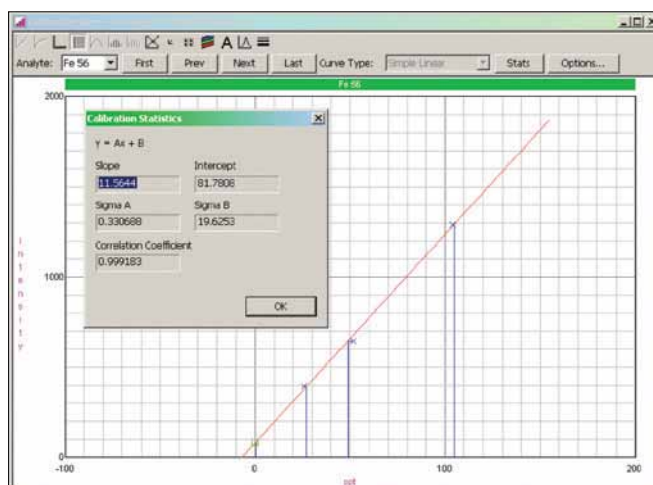 Analyte: Fe 56 First Prev Next Last Curve Type: Simple Linear Stats Options...
Fe 56
2000
Calibration Statistics
Y = Ax + B
Slope Intercept
11.5644 81.7808
Sigma A Sigma B
0.330688 19.6253
Correlation Coefficient
0.999183
OK
Intensity
1000
0
-100 0 100 200
ppt